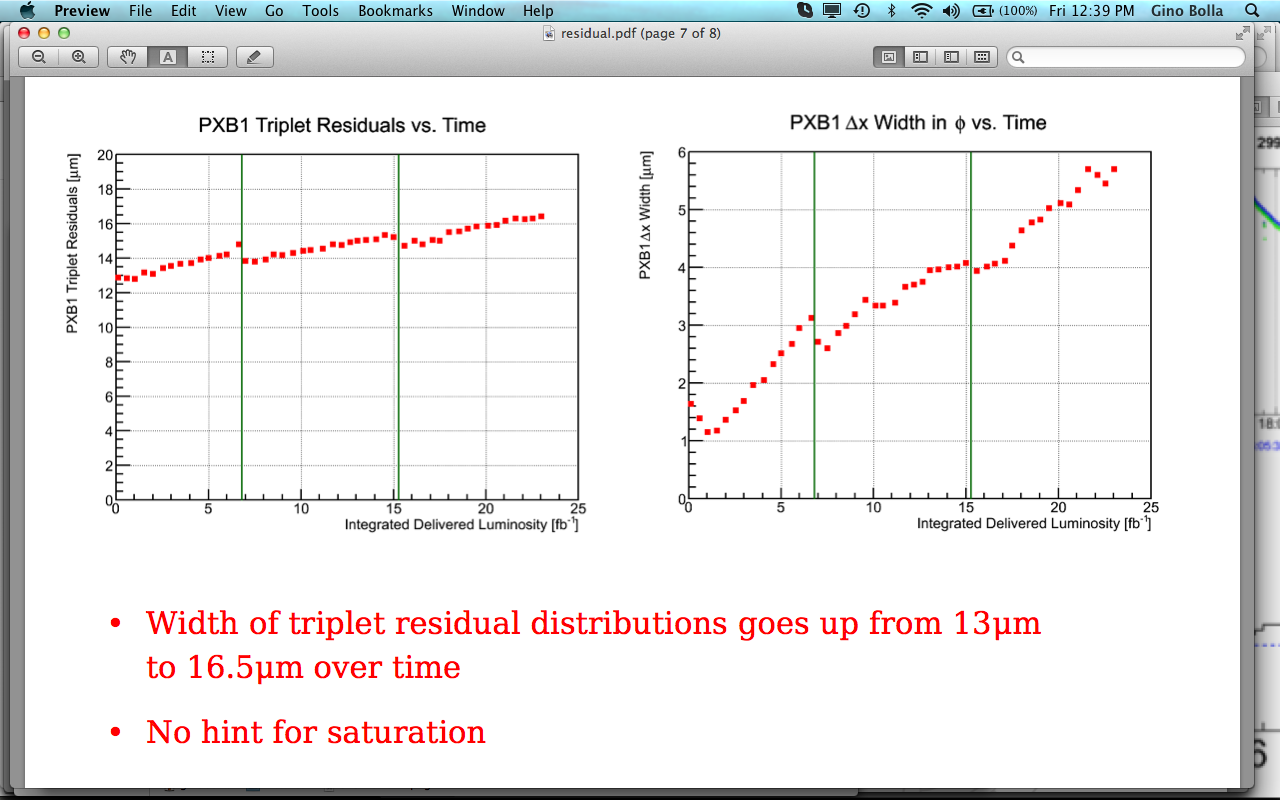 Preview File Edit View Go Tools Bookmarks Window Help (100%) Fri 12:39 PM Gino Bolla
residual.pdf (page 7 of 8)
A
PXB1 Triplet Residuals vs. Time
PXB1 Triplet Residuals [μm]
20
18
16
14
12
10
8
6
4
2
0
0 5 10 15 20 25
Integrated Delivered Luminosity [fb⁻¹]
PXB1 Δx Width in ϕ vs. Time
PXB1 Δx Width [μm]
6
5
4
3
2
1
0
0 5 10 15 20 25
Integrated Delivered Luminosity [fb⁻¹]
• Width of triplet residual distributions goes up from 13μm
to 16.5μm over time
• No hint for saturation
299